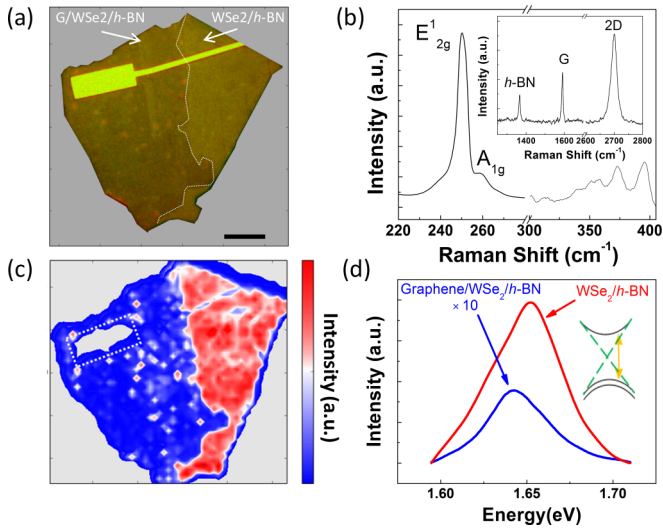 (a)
G/WSe2/h-BN
WSe2/h-BN
(b)
Intensity (a.u.)
E¹
2g
A1g
220
240
260
300
350
400
Raman Shift (cm⁻¹)
Intensity (a.u.)
h-BN
G
2D
1400
1600
2600
2700
2800
Raman Shift (cm⁻¹)
(c)
Intensity (a.u.)
(d)
Graphene/WSe₂/h-BN
× 10
WSe₂/h-BN
Intensity (a.u.)
1.60
1.65
1.70
Energy(eV)